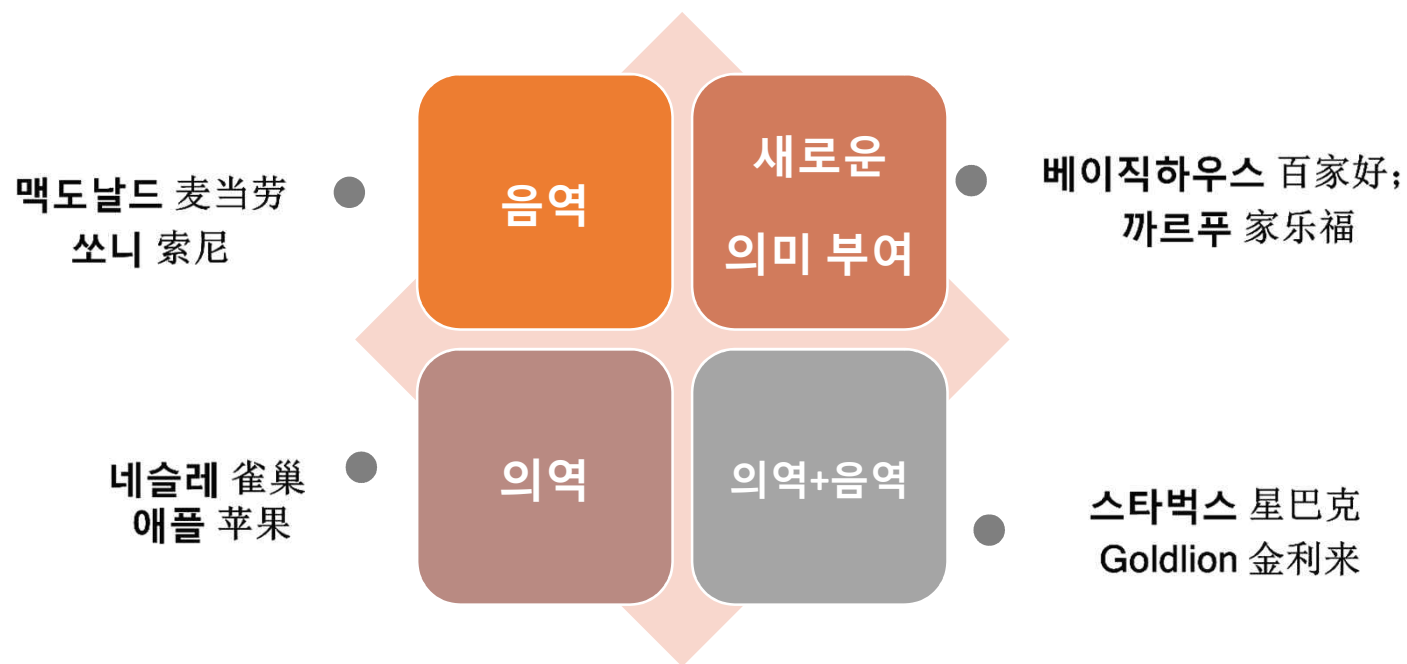 맥도날드 麦当劳
쏘니 索尼
음역
새로운
의미 부여
베이직하우스 百家好;
까르푸 家乐福
네슬레 雀巢
애플 苹果
의역
의역+음역
스타벅스 星巴克
Goldlion 金利来